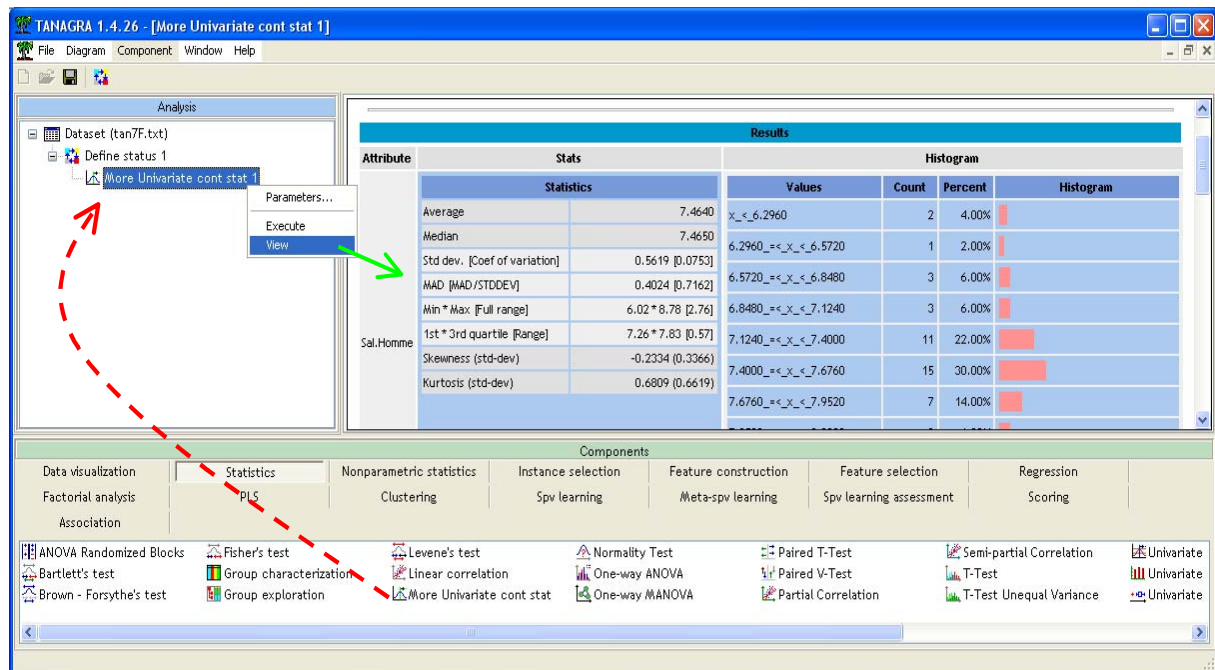 TANAGRA 1.4.26 - [More Univariate cont stat 1]
File Diagram Component Window Help
Analysis
Dataset (tan7F.txt)
Define status 1
More Univariate cont stat 1
Parameters...
Execute
View
Results
Attribute Stats Histogram
Statistics
Values Count Percent Histogram
Sal.Homme
Average 7.4640
Median 7.4650
Std dev. [Coef of variation] 0.5619 [0.0753]
MAD [MAD/STDDEV] 0.4024 [0.7162]
Min * Max [Full range] 6.02 * 8.78 [2.76]
1st * 3rd quartile [Range] 7.26 * 7.83 [0.57]
Skewness (std-dev) -0.2334 (0.3366)
Kurtosis (std-dev) 0.6809 (0.6619)
x_<_6.2960 2 4.00%
6.2960_=<_x_<_6.5720 1 2.00%
6.5720_=<_x_<_6.8480 3 6.00%
6.8480_=<_x_<_7.1240 3 6.00%
7.1240_=<_x_<_7.4000 11 22.00%
7.4000_=<_x_<_7.6760 15 30.00%
7.6760_=<_x_<_7.9520 7 14.00%
Components
Data visualization Statistics Nonparametric statistics Instance selection Feature construction Feature selection Regression
Factorial analysis PLS Clustering Spv learning Meta-spv learning Spv learning assessment Scoring
Association
ANOVA Randomized Blocks Fisher's test Levene's test Normality Test Paired T-Test Semi-partial Correlation Univariate
Bartlett's test Group characterization Linear correlation One-way ANOVA Paired V-Test T-Test Univariate
Brown - Forsythe's test Group exploration More Univariate cont stat One-way MANOVA Partial Correlation T-Test Unequal Variance Univariate